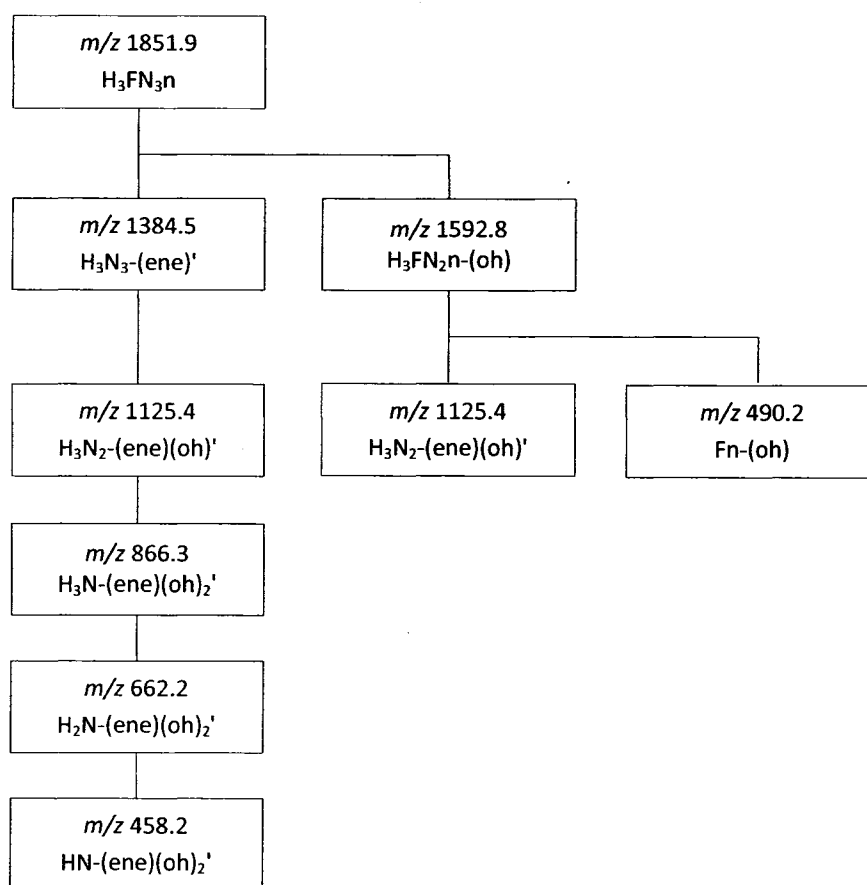 m/z 1851.9
H₃FN₃n
m/z 1384.5
H₃N₃-(ene)'
m/z 1592.8
H₃FN₂n-(oh)
m/z 1125.4
H₃N₂-(ene)(oh)'
m/z 1125.4
H₃N₂-(ene)(oh)'
m/z 490.2
Fn-(oh)
m/z 866.3
H₃N-(ene)(oh)₂'
m/z 662.2
H₂N-(ene)(oh)₂'
m/z 458.2
HN-(ene)(oh)₂'